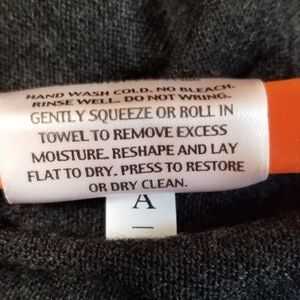 HAND WASH COLD. NO BLEACH.
RINSE WELL. DO NOT WRING.
GENTLY SQUEEZE OR ROLL IN
TOWEL TO REMOVE EXCESS
MOISTURE. RESHAPE AND LAY
FLAT TO DRY. PRESS TO RESTORE
OR DRY CLEAN.
A